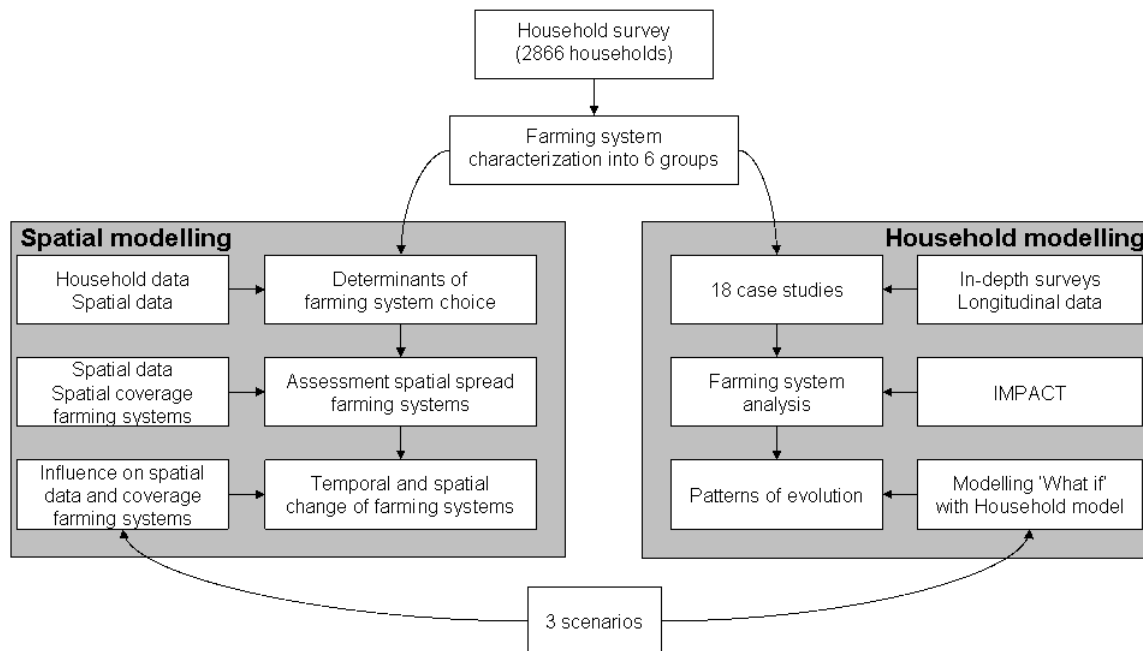 Household survey
(2866 households)
Farming system
characterization into 6 groups
Spatial modelling
Household data
Spatial data
Determinants of
farming system choice
Spatial data
Spatial coverage
farming systems
Assessment spatial spread
farming systems
Influence on spatial
data and coverage
farming systems
Temporal and spatial
change of farming systems
Household modelling
18 case studies
In-depth surveys
Longitudinal data
Farming system
analysis
IMPACT
Patterns of evolution
Modelling 'What if'
with Household model
3 scenarios